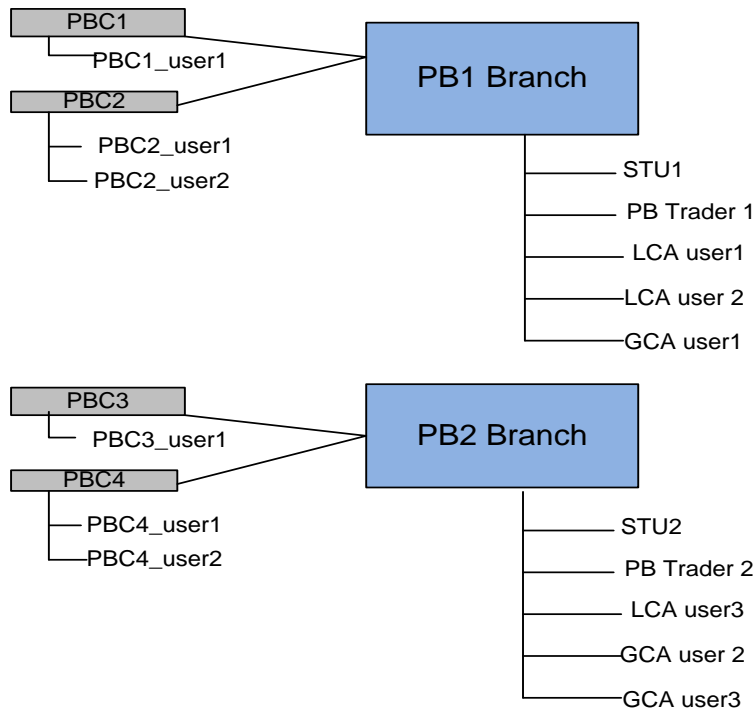 PBC1
PBC1_user1
PBC2
PBC2_user1
PBC2_user2
PB1 Branch
STU1
PB Trader 1
LCA user1
LCA user 2
GCA user1
PBC3
PBC3_user1
PBC4
PBC4_user1
PBC4_user2
PB2 Branch
STU2
PB Trader 2
LCA user3
GCA user 2
GCA user3